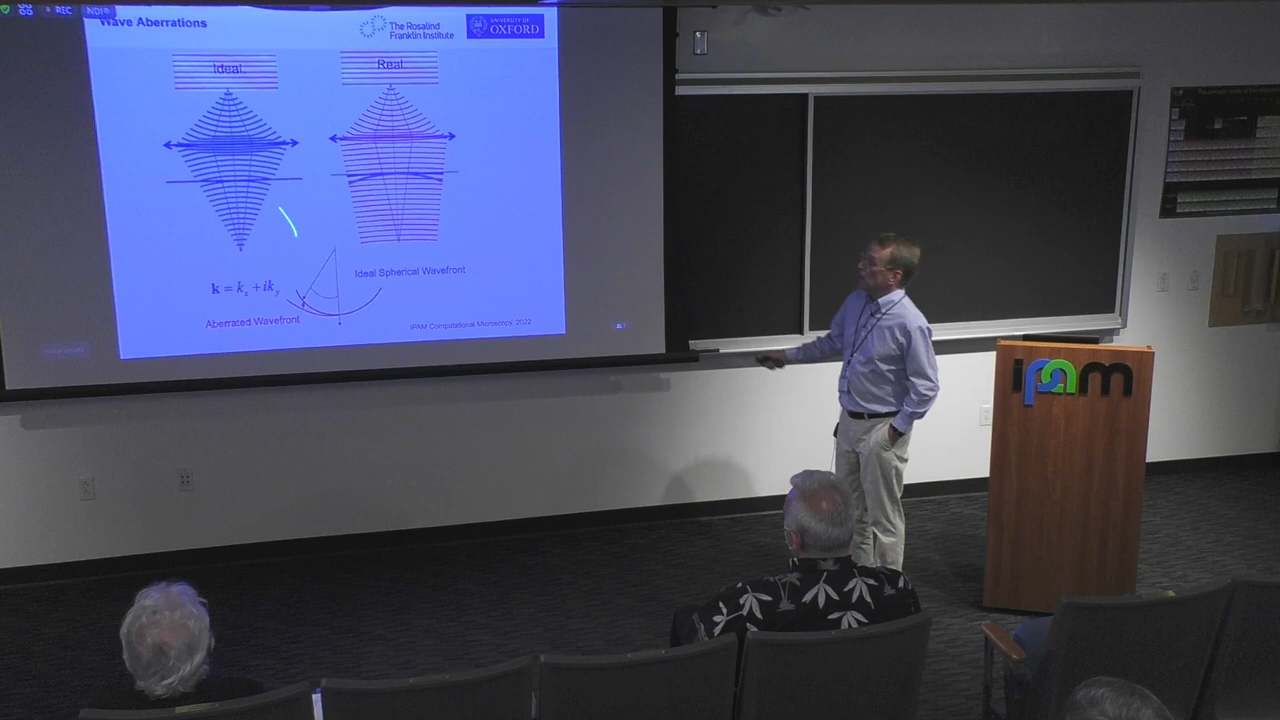 REC
NDI
Wave Aberrations
The Rosalind
Franklin Institute
UNIVERSITY OF
OXFORD
Ideal.
Real
k = kx + iky
Ideal Spherical Wavefront
Aberrated Wavefront
IPAM Computational Microscopy, 2022
ipam